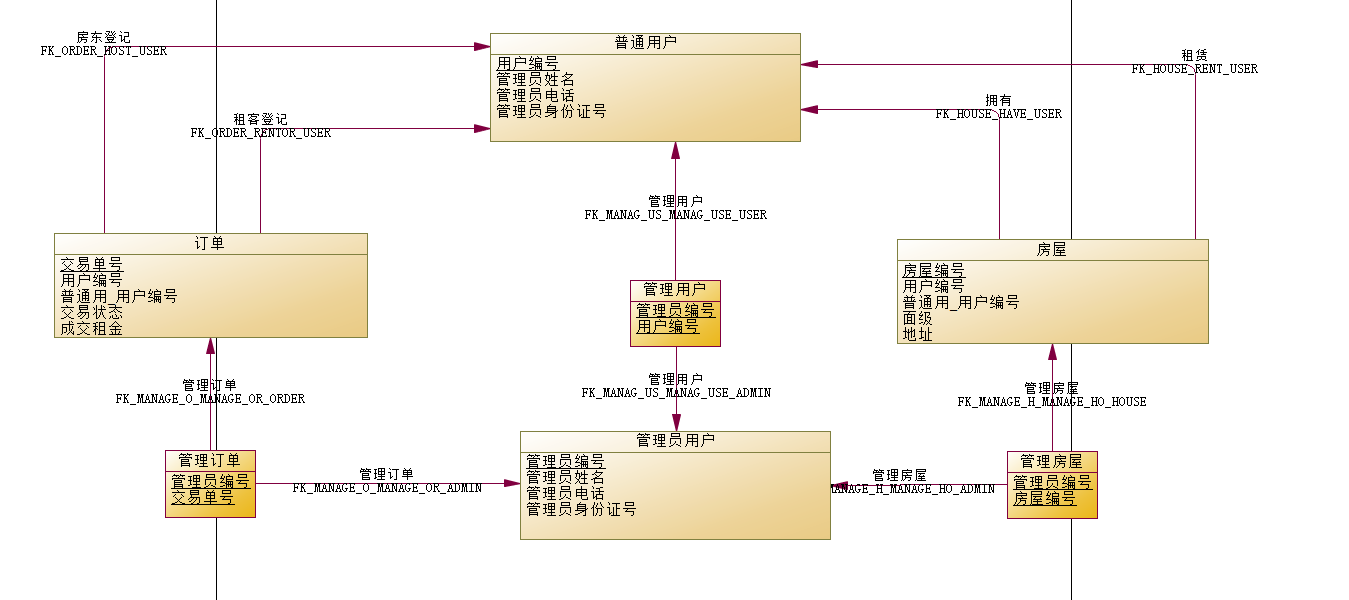 房东登记
FK_ORDER_HOST_USER
普通用户
用户编号
管理员姓名
管理员电话
管理员身份证号
租赁
FK_HOUSE_RENT_USER
拥有
FK_HOUSE_HAVE_USER
租客登记
FK_ORDER_RENTOR_USER
管理用户
FK_MANAG_US_MANAG_USE_USER
订单
交易单号
用户编号
普通用_用户编号
交易状态
成交租金
房屋
房屋编号
用户编号
普通用_用户编号
面级
地址
管理用户
管理员编号
用户编号
管理订单
FK_MANAGE_O_MANAGE_OR_ORDER
管理用户
FK_MANAG_US_MANAG_USE_ADMIN
管理房屋
FK_MANAGE_H_MANAGE_HO_HOUSE
管理员用户
管理员编号
管理员姓名
管理员电话
管理员身份证号
管理订单
管理员编号
交易单号
管理订单
FK_MANAGE_O_MANAGE_OR_ADMIN
管理房屋
MANAGE_H_MANAGE_HO_ADMIN
管理房屋
管理员编号
房屋编号